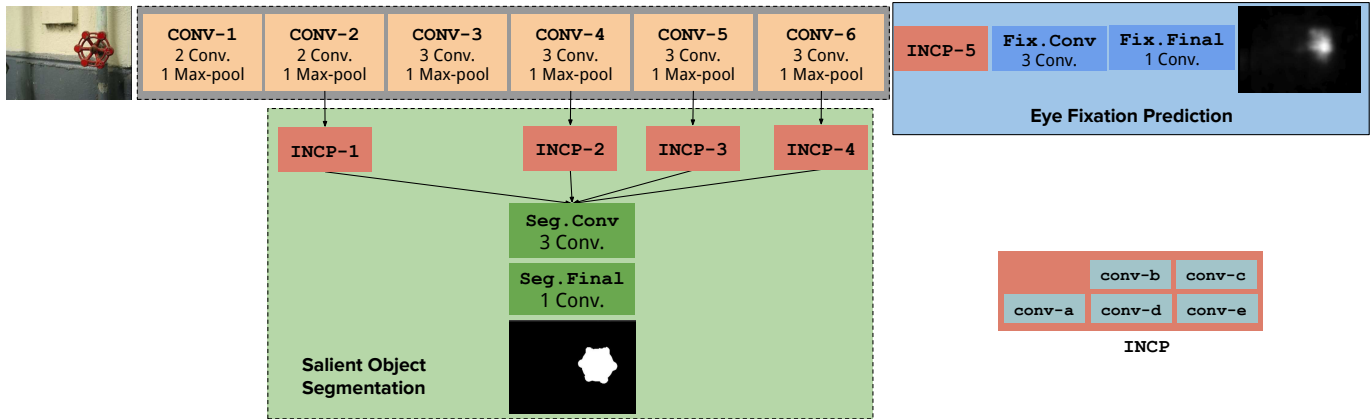 CONV-1
2 Conv.
1 Max-pool
CONV-2
2 Conv.
1 Max-pool
CONV-3
3 Conv.
1 Max-pool
CONV-4
3 Conv.
1 Max-pool
CONV-5
3 Conv.
1 Max-pool
CONV-6
3 Conv.
1 Max-pool
INCP-5
Fix.Conv
3 Conv.
Fix.Final
1 Conv.
Eye Fixation Prediction
INCP-1
INCP-2
INCP-3
INCP-4
Seg.Conv
3 Conv.
Seg.Final
1 Conv.
Salient Object
Segmentation
conv-b
conv-c
conv-a
conv-d
conv-e
INCP